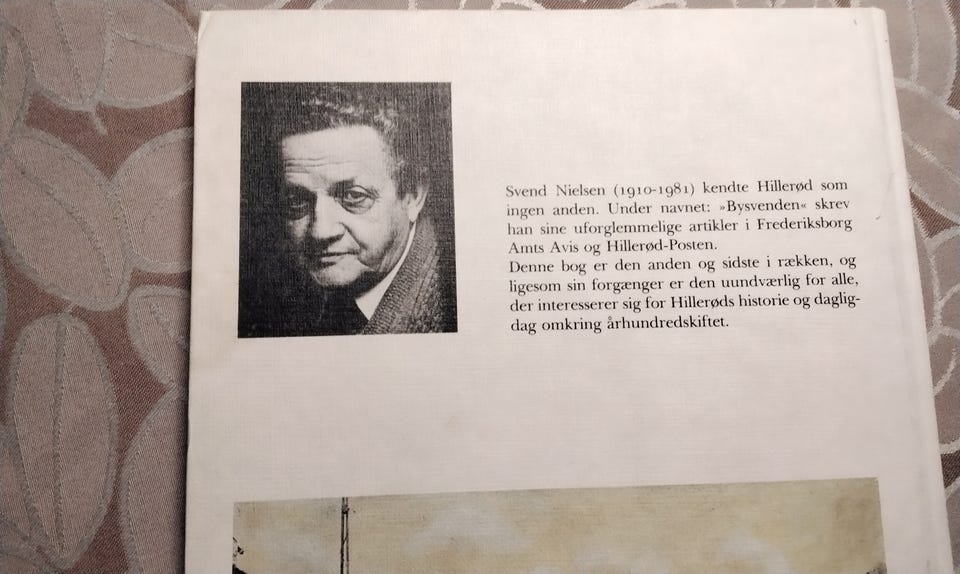 Svend Nielsen (1910-1981) kendte Hillerød som
ingen anden. Under navnet: »Bysvenden« skrev
han sine uforglemmelige artikler i Frederiksborg
Amts Avis og Hillerød-Posten.
Denne bog er den anden og sidste i rækken, og
ligesom sin forgænger er den uundværlig for alle,
der interesserer sig for Hillerøds historie og daglig-
dag omkring århundredskiftet.